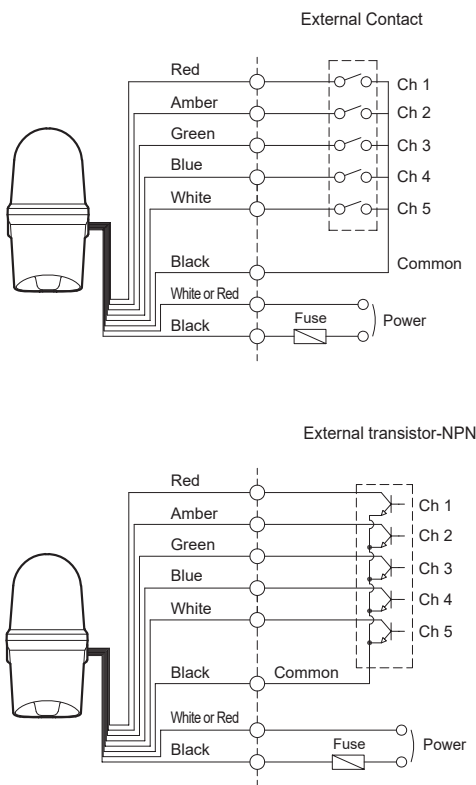 External Contact
Red
Ch 1
Amber
Ch 2
Green
Ch 3
Blue
Ch 4
White
Ch 5
Black
Common
White or Red
Fuse
Power
Black
External transistor-NPN
Red
Ch 1
Amber
Ch 2
Green
Ch 3
Blue
Ch 4
White
Ch 5
Black
Common
White or Red
Fuse
Power
Black